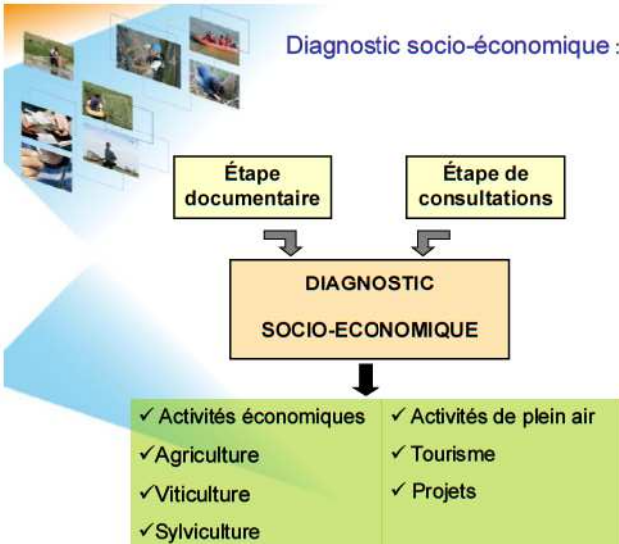 Diagnostic socio-économique :
Étape
documentaire
Étape de
consultations
DIAGNOSTIC
SOCIO-ECONOMIQUE
✓ Activités économiques
✓ Agriculture
✓ Viticulture
✓ Sylviculture
✓ Activités de plein air
✓ Tourisme
✓ Projets